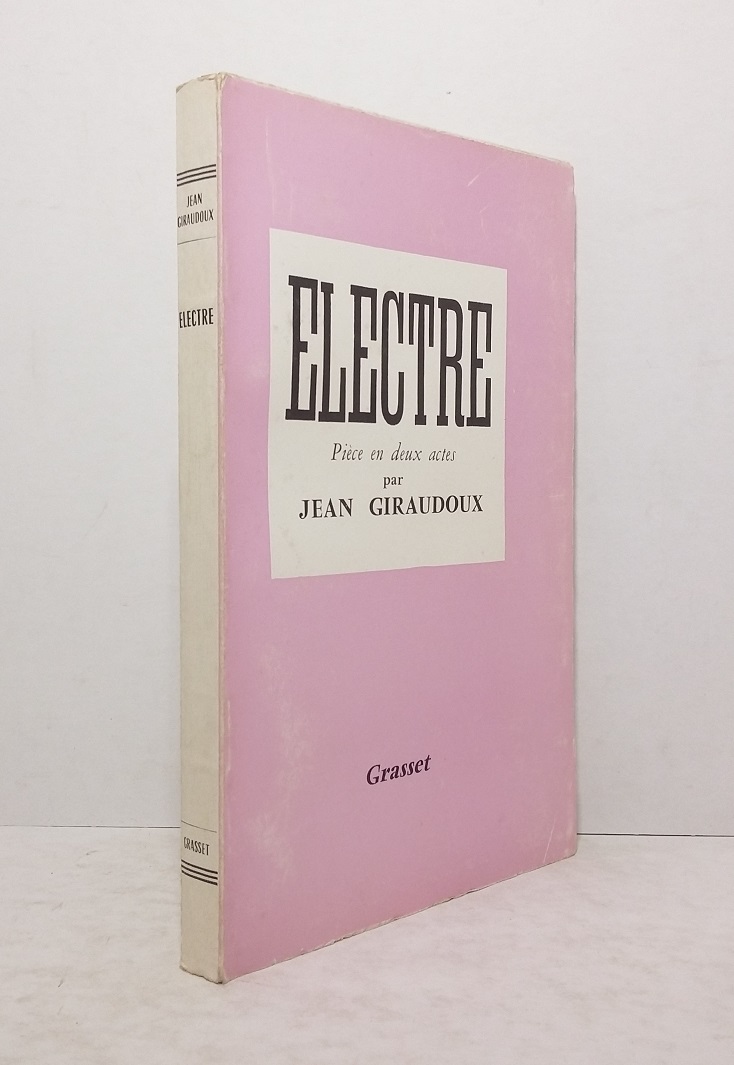 JEAN
GIRAUDOUX
ELECTRE
GRASSET
ELECTRE
Pièce en deux actes
par
JEAN GIRAUDOUX
Grasset